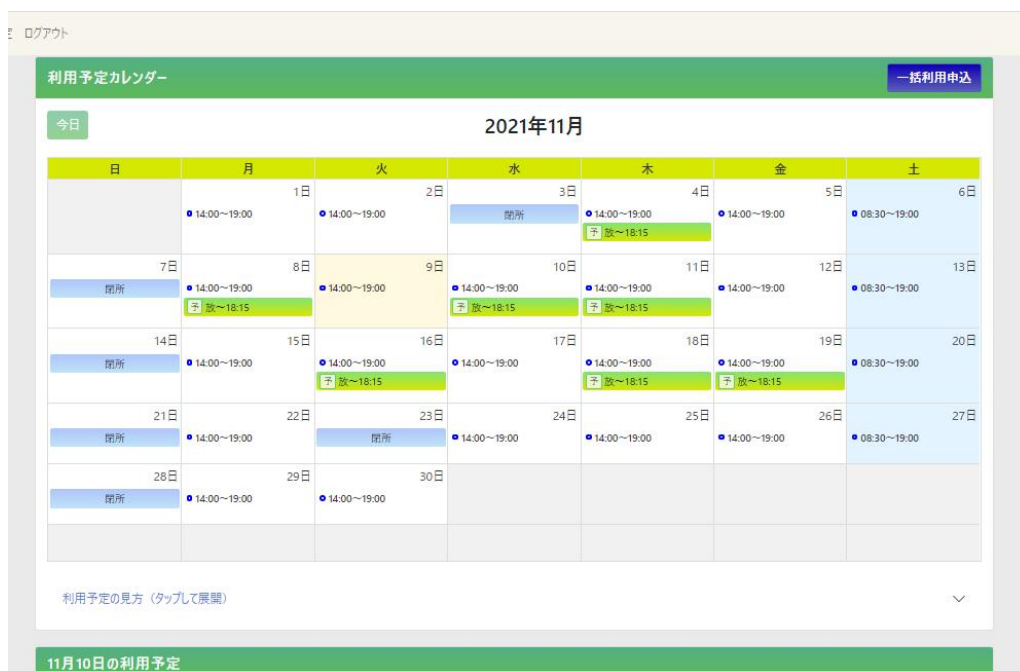 ログアウト
利用予定カレンダー 一括利用申込
今日 2021年11月
日 月 火 水 木 金 土
1日 2日 3日 4日 5日 6日
14:00～19:00 14:00～19:00 閉所 14:00～19:00 14:00～19:00 08:30～19:00
予 放～18:15
7日 8日 9日 10日 11日 12日 13日
閉所 14:00～19:00 14:00～19:00 14:00～19:00 14:00～19:00 14:00～19:00 08:30～19:00
予 放～18:15 予 放～18:15 予 放～18:15
14日 15日 16日 17日 18日 19日 20日
閉所 14:00～19:00 14:00～19:00 14:00～19:00 14:00～19:00 14:00～19:00 08:30～19:00
予 放～18:15 予 放～18:15 予 放～18:15
21日 22日 23日 24日 25日 26日 27日
閉所 14:00～19:00 閉所 14:00～19:00 14:00～19:00 14:00～19:00 08:30～19:00
28日 29日 30日
閉所 14:00～19:00 14:00～19:00
利用予定の見方（タップして展開）
11月10日の利用予定